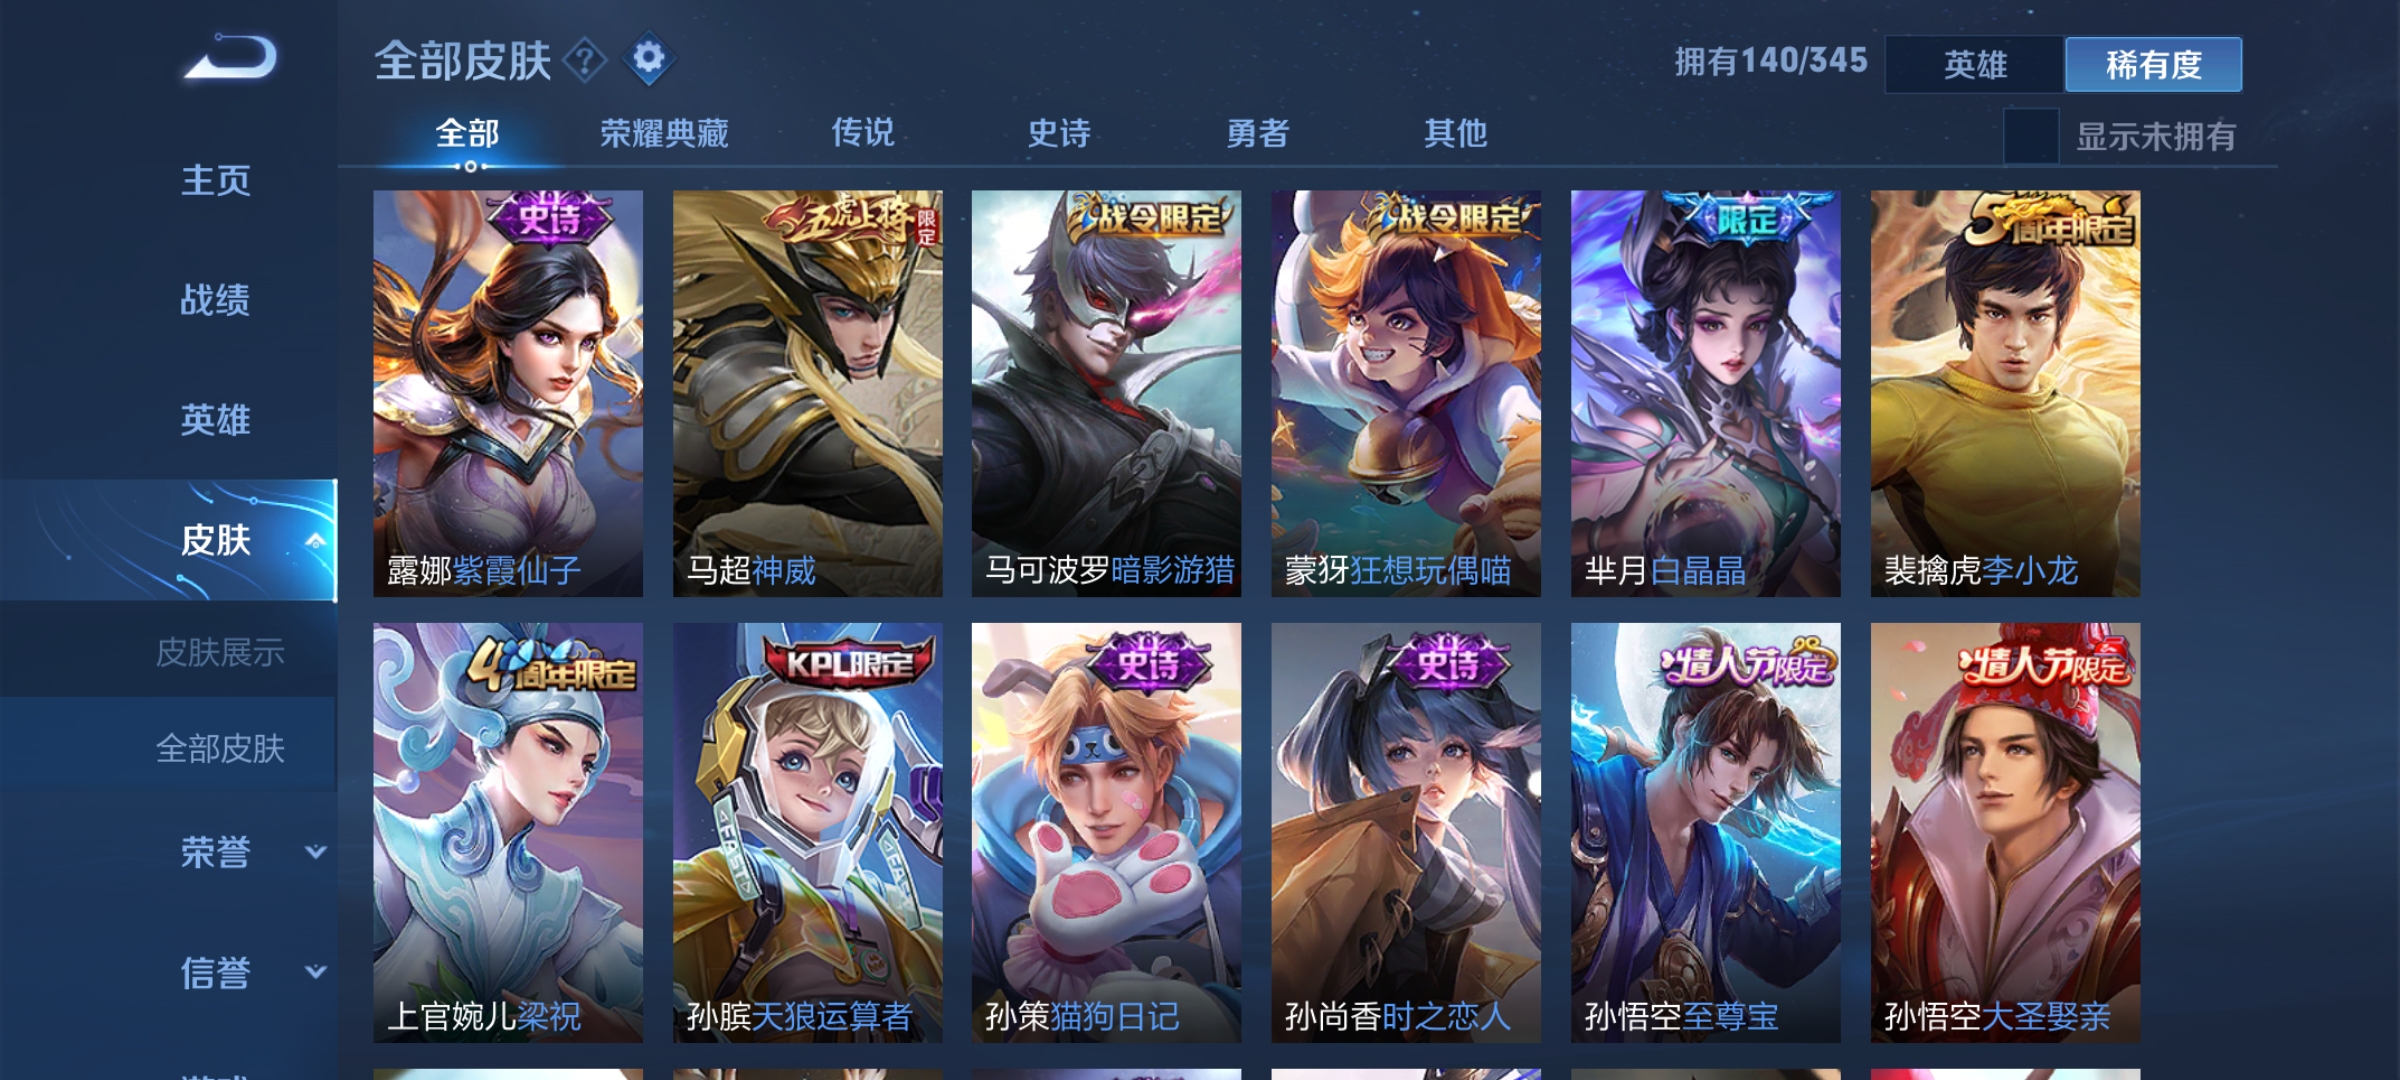 全部皮肤
拥有140/345
英雄
稀有度
全部
荣耀典藏
传说
史诗
勇者
其他
显示未拥有
主页
战绩
英雄
皮肤
皮肤展示
全部皮肤
荣誉
信誉
史诗
露娜紫霞仙子
五虎上将限定
马超神威
战令限定
马可波罗暗影游猎
战令限定
蒙犽狂想玩偶喵
限定
芈月白晶晶
5周年限定
裴擒虎李小龙
4周年限定
上官婉儿梁祝
KPL限定
孙膑天狼运算者
史诗
孙策猫狗日记
史诗
孙尚香时之恋人
情人节限定
孙悟空至尊宝
情人节限定
孙悟空大圣娶亲